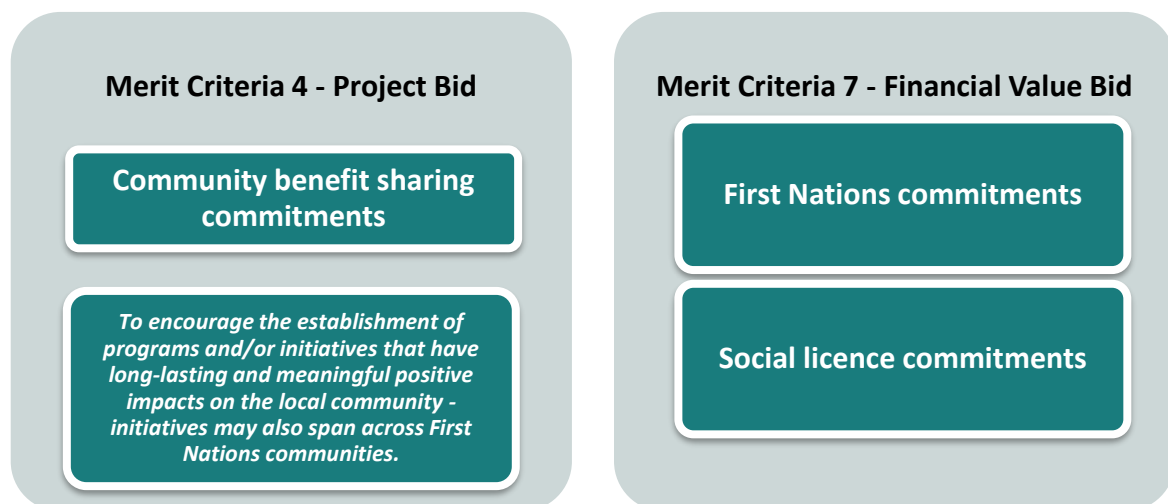 Merit Criteria 4 - Project Bid
Community benefit sharing
commitments
To encourage the establishment of
programs and/or initiatives that have
long-lasting and meaningful positive
impacts on the local community -
initiatives may also span across First
Nations communities.
Merit Criteria 7 - Financial Value Bid
First Nations commitments
Social licence commitments